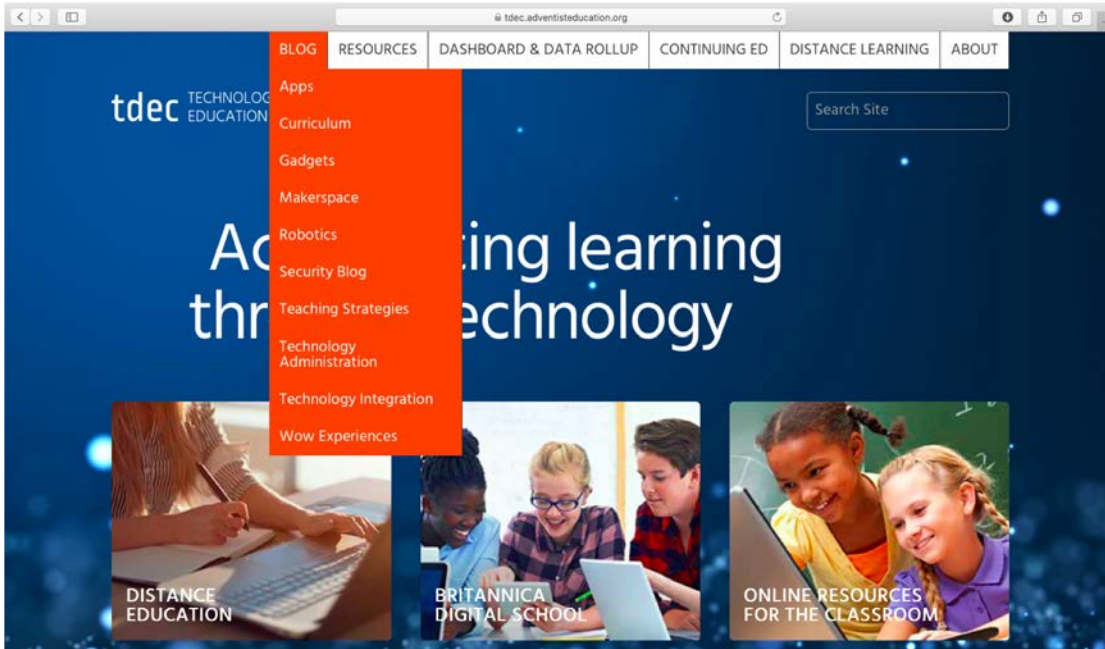 tdec.adventisteducation.org
BLOG RESOURCES DASHBOARD & DATA ROLLUP CONTINUING ED DISTANCE LEARNING ABOUT
Apps
Curriculum
Gadgets
Makerspace
Robotics
Security Blog
Teaching Strategies
Technology
Administration
Technology Integration
Wow Experiences
tdec
EDUCATION
Search Site
learning
DISTANCE
EDUCATION
BRITANNICA
DIGITAL SCHOOL
ONLINE RESOURCES
FOR THE CLASSROOM